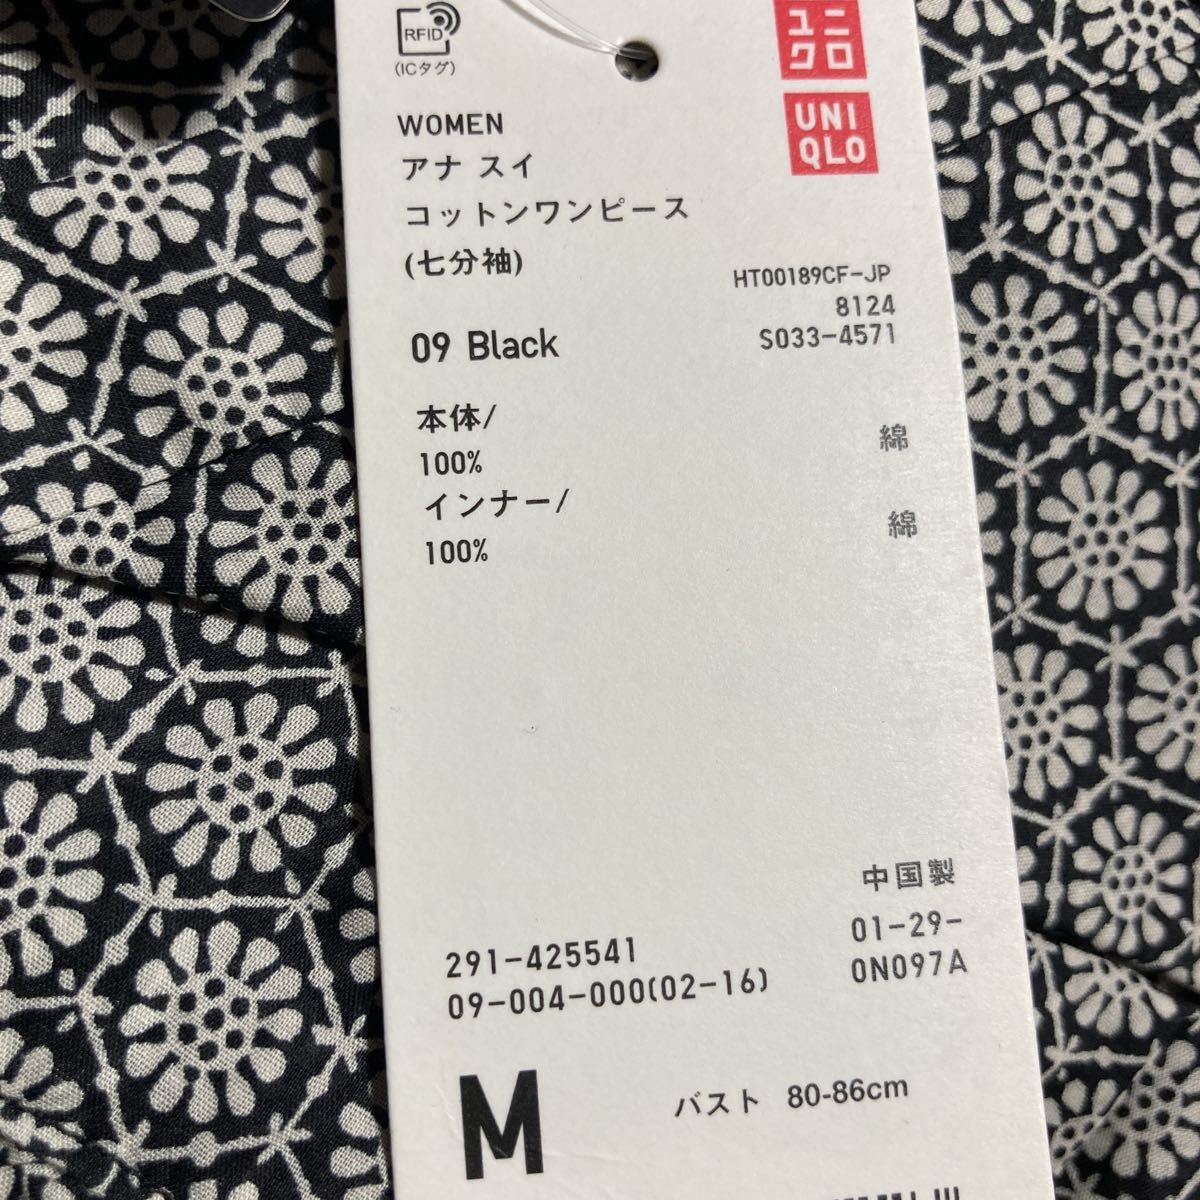 RFID
(ICタグ)
ユニ
クロ
UNI
QLO
WOMEN
アナ スイ
コットンワンピース
(七分袖)
HT00189CF-JP
8124
S033-4571
09 Black
本体/
綿
100%
インナー/
綿
100%
中国製
291-425541
01-29-
09-004-000(02-16)
0N097A
M
バスト 80-86cm